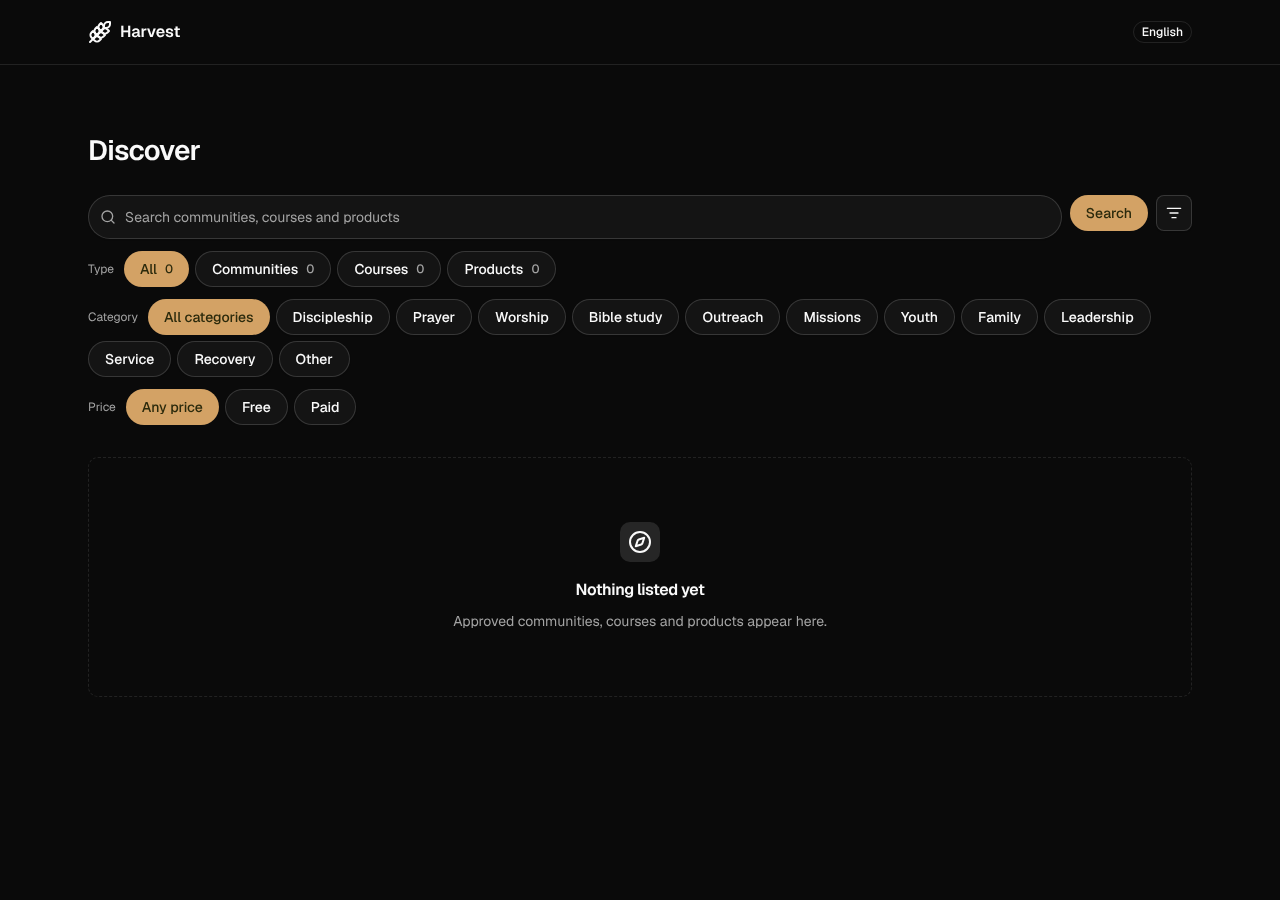 Harvest
English
Discover
Search communities, courses and products
Search
Type All 0 Communities 0 Courses 0 Products 0
Category All categories Discipleship Prayer Worship Bible study Outreach Missions Youth Family Leadership
Service Recovery Other
Price Any price Free Paid
Nothing listed yet
Approved communities, courses and products appear here.